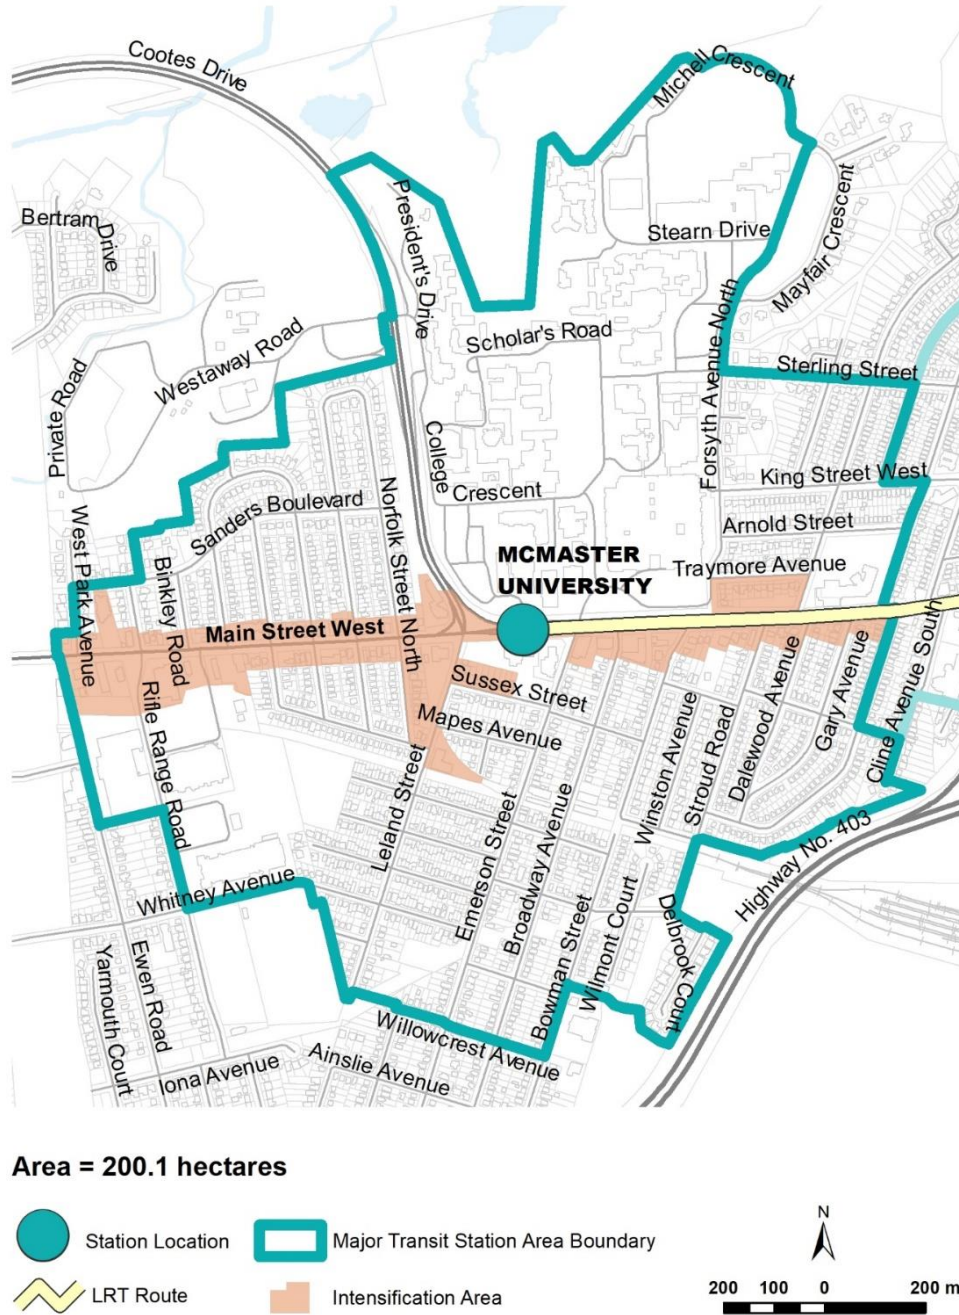 Cootes Drive
Michell Crescent
Bertram Drive
President's Drive
Stearn Drive
Mayfair Crescent
Westaway Road
Scholar's Road
Forsyth Avenue North
Sterling Street
Private Road
College Crescent
King Street West
Sanders Boulevard
Norfolk Street North
Arnold Street
MCMASTER
UNIVERSITY
Traymore Avenue
West Park Avenue
Binkley Road
Main Street West
Cline Avenue South
Sussex Street
Rifle Range Road
Mapes Avenue
Winston Avenue
Stroud Road
Dalewood Avenue
Gary Avenue
Leland Street
Emerson Street
Broadway Avenue
Highway No. 403
Whitney Avenue
Bowman Street
Wilmont Court
Delbrook Court
Yarmouth Court
Ewen Road
Willowcrest Avenue
Iona Avenue
Ainslie Avenue
Area = 200.1 hectares
Station Location
Major Transit Station Area Boundary
LRT Route
Intensification Area
N
200 100 0 200 m